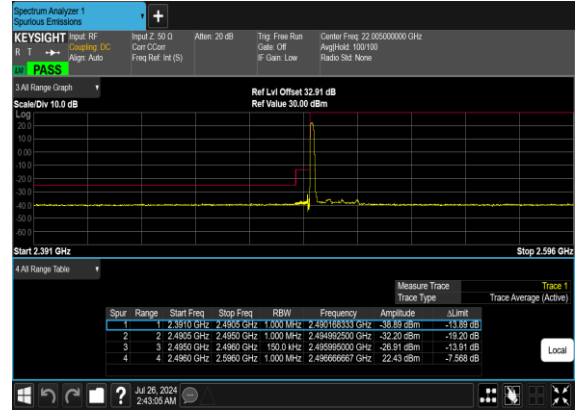 Spectrum Analyzer 1
Spurious Emissions
KEYSIGHT Input: RF Input Z: 50 Ω Atten: 20 dB Trig: Free Run Center Freq: 22.005000000 GHz
R T Coupling: DC Corr CCorr Gate: Off Avg|Hold: 100/100
Align: Auto Freq Ref: Int (S) IF Gain: Low Radio Std: None
PASS
3 All Range Graph
Ref Lvl Offset 32.91 dB
Scale/Div 10.0 dB Ref Value 30.00 dBm
Log
20.0
10.0
0.00
-10.0
-20.0
-30.0
-40.0
-50.0
-60.0
Start 2.391 GHz Stop 2.596 GHz
4 All Range Table
Measure Trace Trace 1
Trace Type Trace Average (Active)
Spur Range Start Freq Stop Freq RBW Frequency Amplitude ΔLimit
1 1 2.3910 GHz 2.4905 GHz 1.000 MHz 2.490168333 GHz -38.89 dBm -13.89 dB
2 2 2.4905 GHz 2.4950 GHz 1.000 MHz 2.494992500 GHz -32.20 dBm -19.20 dB
3 3 2.4950 GHz 2.4960 GHz 150.0 kHz 2.495995000 GHz -26.91 dBm -13.91 dB
4 4 2.4960 GHz 2.5960 GHz 1.000 MHz 2.496666667 GHz 22.43 dBm -7.568 dB
Local
?
Jul 26, 2024
2:43:05 AM